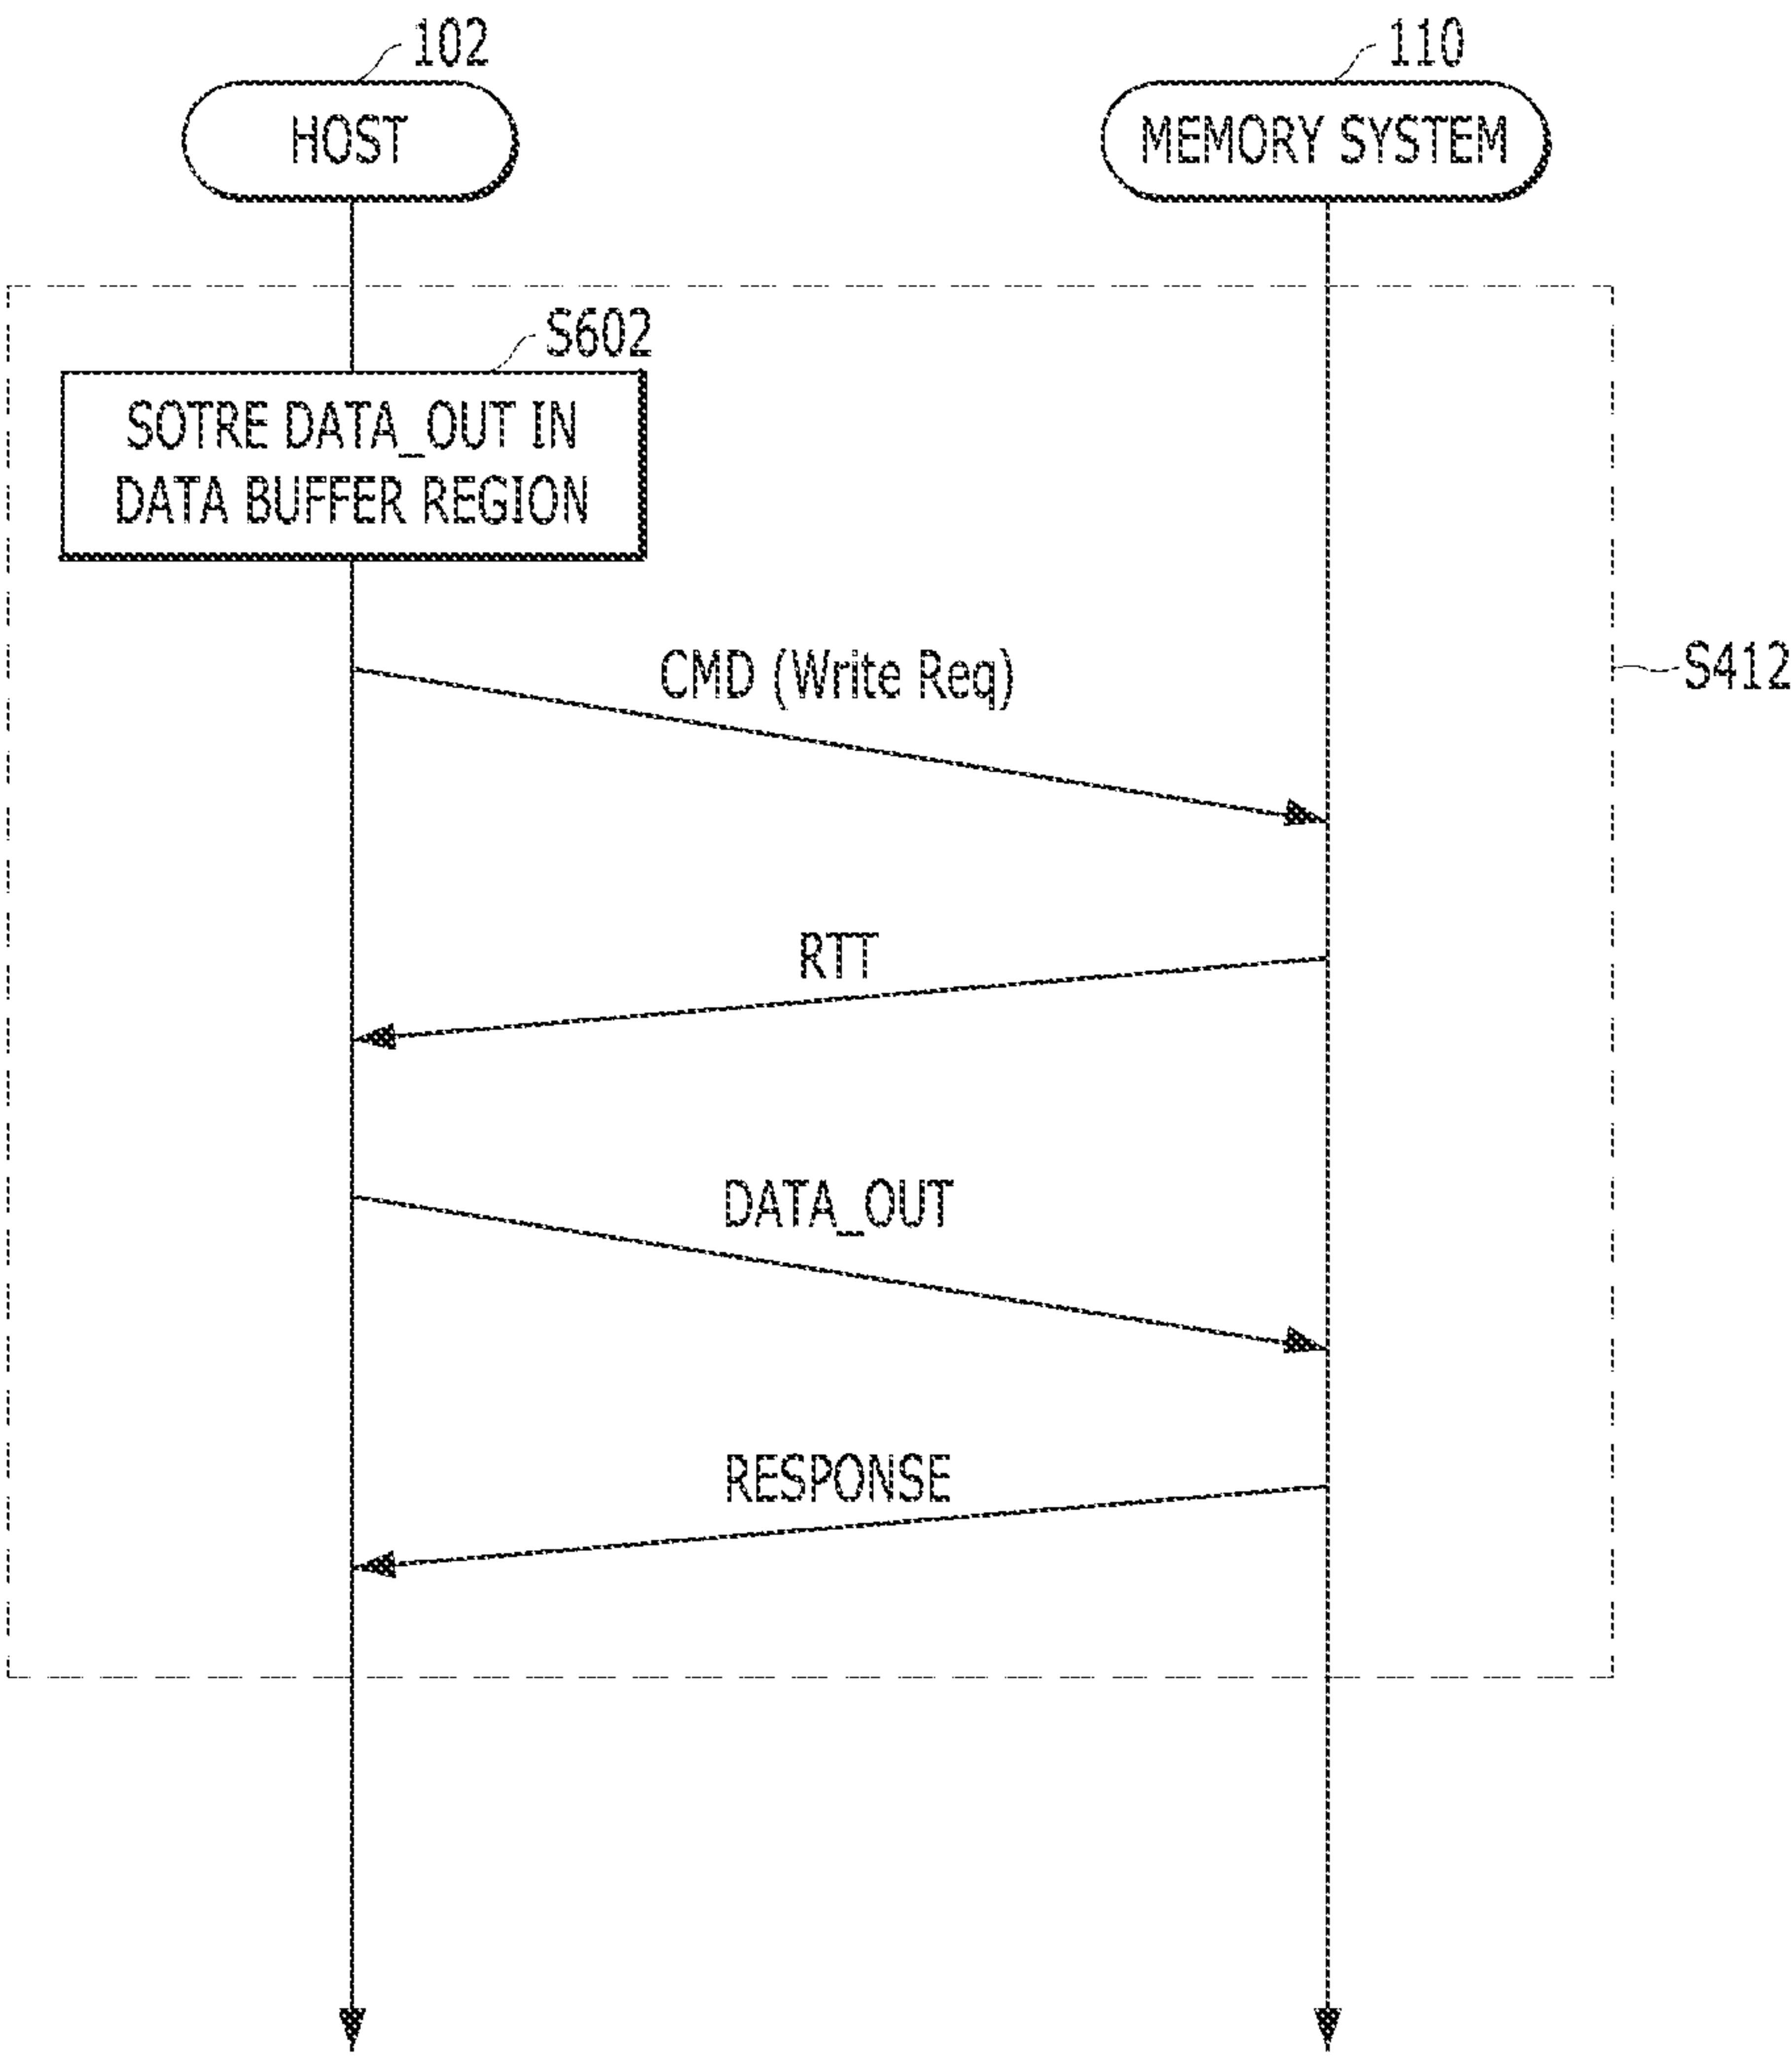 102
110
HOST
MEMORY SYSTEM
S602
SOTRE DATA_OUT IN
DATA BUFFER REGION
CMD (Write Req)
S412
RTT
DATA_OUT
RESPONSE